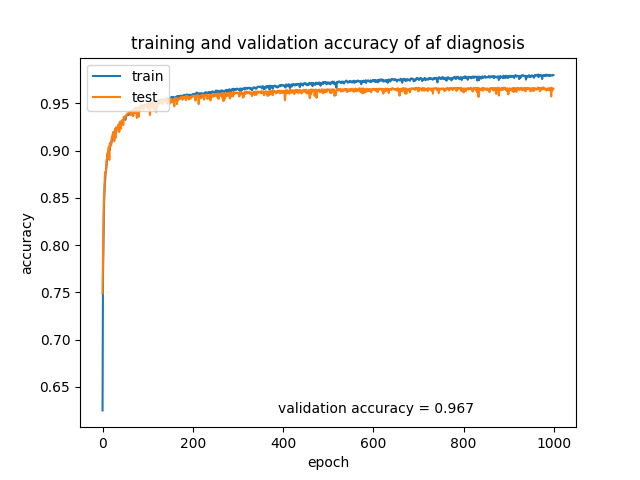 training and validation accuracy of af diagnosis
train
test
0.95
0.90
0.85
0.80
0.75
0.70
0.65
accuracy
validation accuracy = 0.967
0 200 400 600 800 1000
epoch